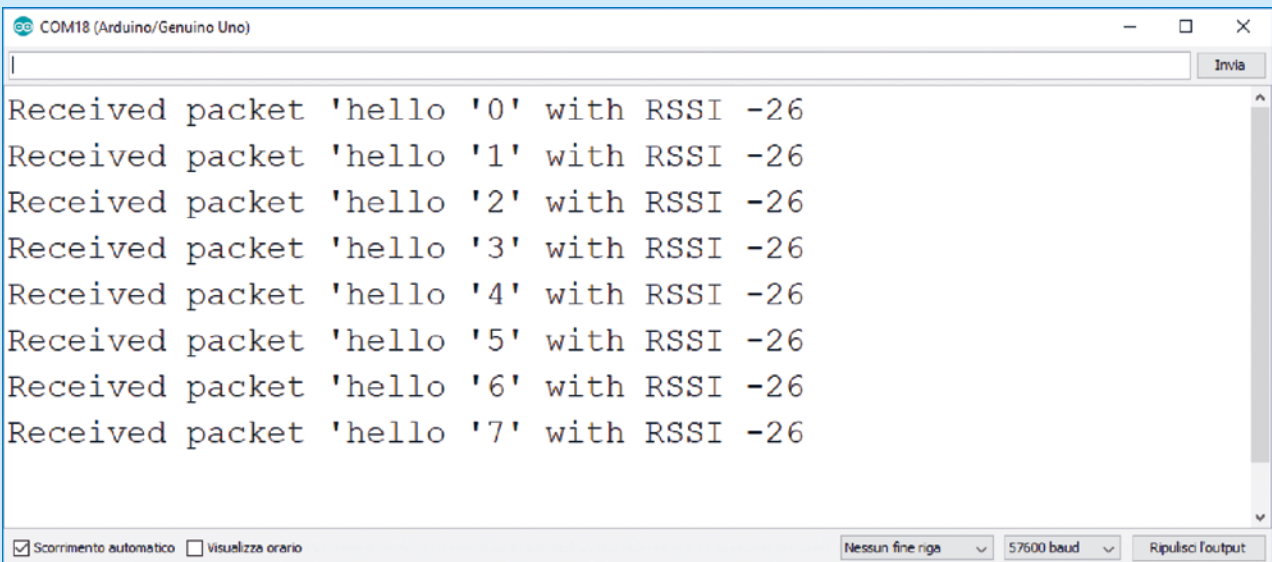 COM18 (Arduino/Genuino Uno)
Invia
Received packet 'hello '0' with RSSI -26
Received packet 'hello '1' with RSSI -26
Received packet 'hello '2' with RSSI -26
Received packet 'hello '3' with RSSI -26
Received packet 'hello '4' with RSSI -26
Received packet 'hello '5' with RSSI -26
Received packet 'hello '6' with RSSI -26
Received packet 'hello '7' with RSSI -26
Scorrimento automatico Visualizza orario Nessun fine riga 57600 baud Ripulisci l'output